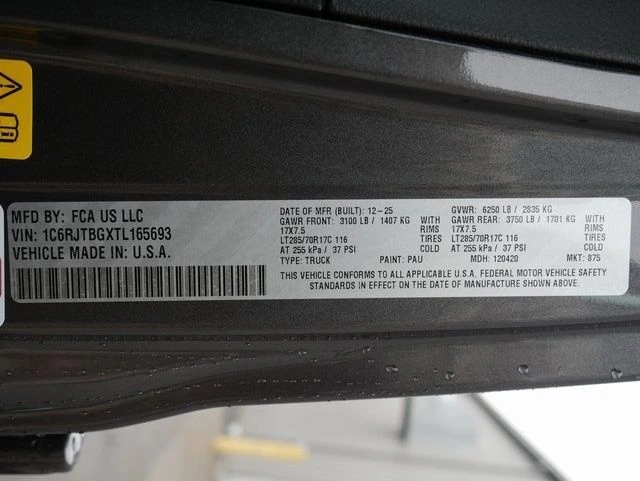 MFD BY: FCA US LLC
VIN: 1C6RJTBGXTL165693
VEHICLE MADE IN: U.S.A.
DATE OF MFR (BUILT): 12-25 GVWR: 6250 LB / 2835 KG
GAWR FRONT: 3100 LB / 1407 KG WITH GAWR REAR: 3750 LB / 1701 KG WITH
17X7.5 RIMS 17X7.5 RIMS
LT285/70R17C 116 TIRES LT285/70R17C 116 TIRES
AT 255 kPa / 37 PSI COLD AT 255 kPa / 37 PSI COLD
TYPE: TRUCK PAINT: PAU MDH: 120420 MKT: 875
THIS VEHICLE CONFORMS TO ALL APPLICABLE U.S.A. FEDERAL MOTOR VEHICLE SAFETY
STANDARDS IN EFFECT ON THE DATE OF MANUFACTURE SHOWN ABOVE.